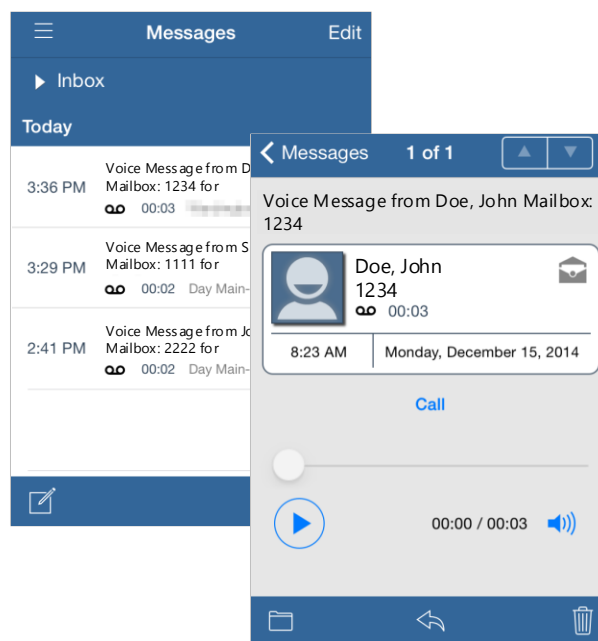 Messages
Edit
Inbox
Today
3:36 PM
Voice Message from D
Mailbox: 1234 for
00:03
3:29 PM
Voice Message from S
Mailbox: 1111 for
00:02 Day Main-
2:41 PM
Voice Message from Jo
Mailbox: 2222 for
00:02 Day Main-
Messages
1 of 1
Voice Message from Doe, John Mailbox:
1234
Doe, John
1234
00:03
8:23 AM
Monday, December 15, 2014
Call
00:00 / 00:03